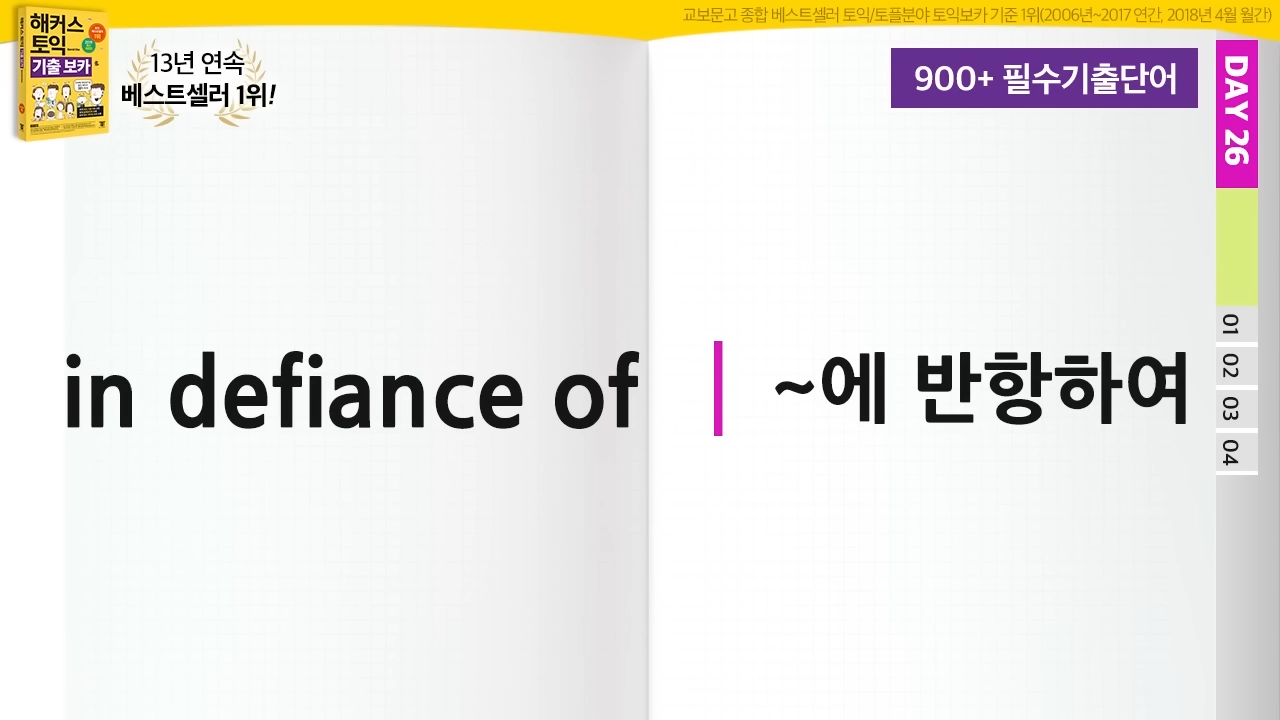 교보문고 종합 베스트셀러 토익/토플분야 토익보카 기준 1위(2006년~2017 연간, 2018년 4월 월간)
해커스
토익
기출 보카
13년 연속
베스트셀러 1위!
900+ 필수기출단어
DAY 26
in defiance of
~에 반항하여
01
02
03
04